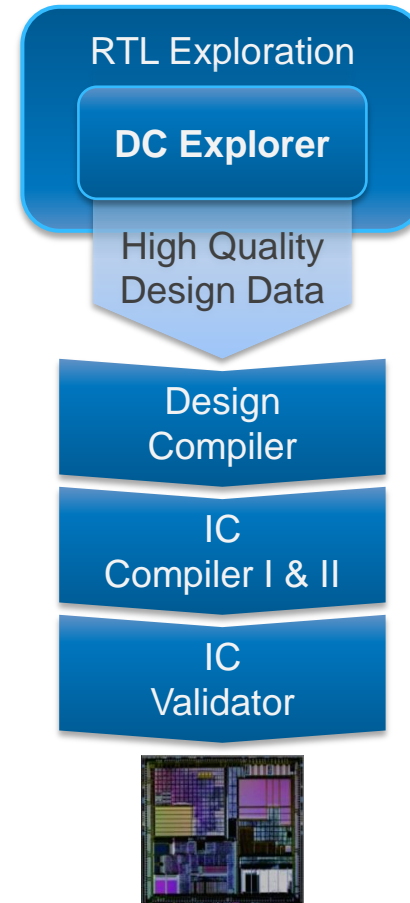 RTL Exploration
DC Explorer
High Quality
Design Data
Design
Compiler
IC
Compiler I & II
IC
Validator